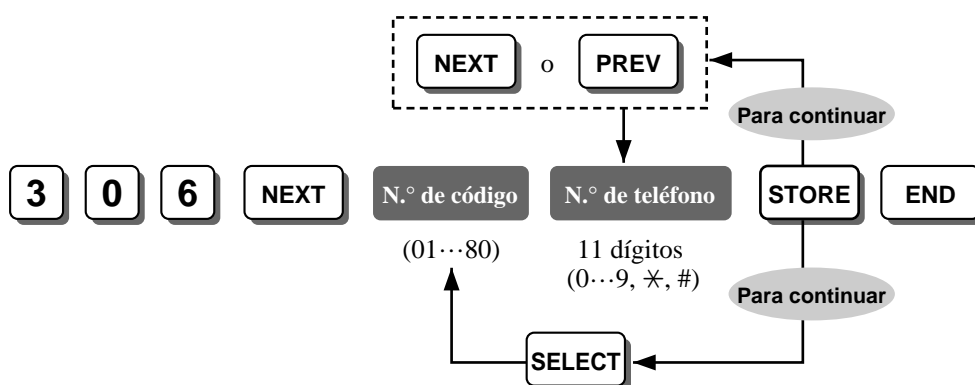 NEXT o PREV
Para continuar
3 0 6 NEXT N.° de código N.° de teléfono STORE END
(01···80) 11 dígitos
(0···9, ✳, #)
Para continuar
SELECT